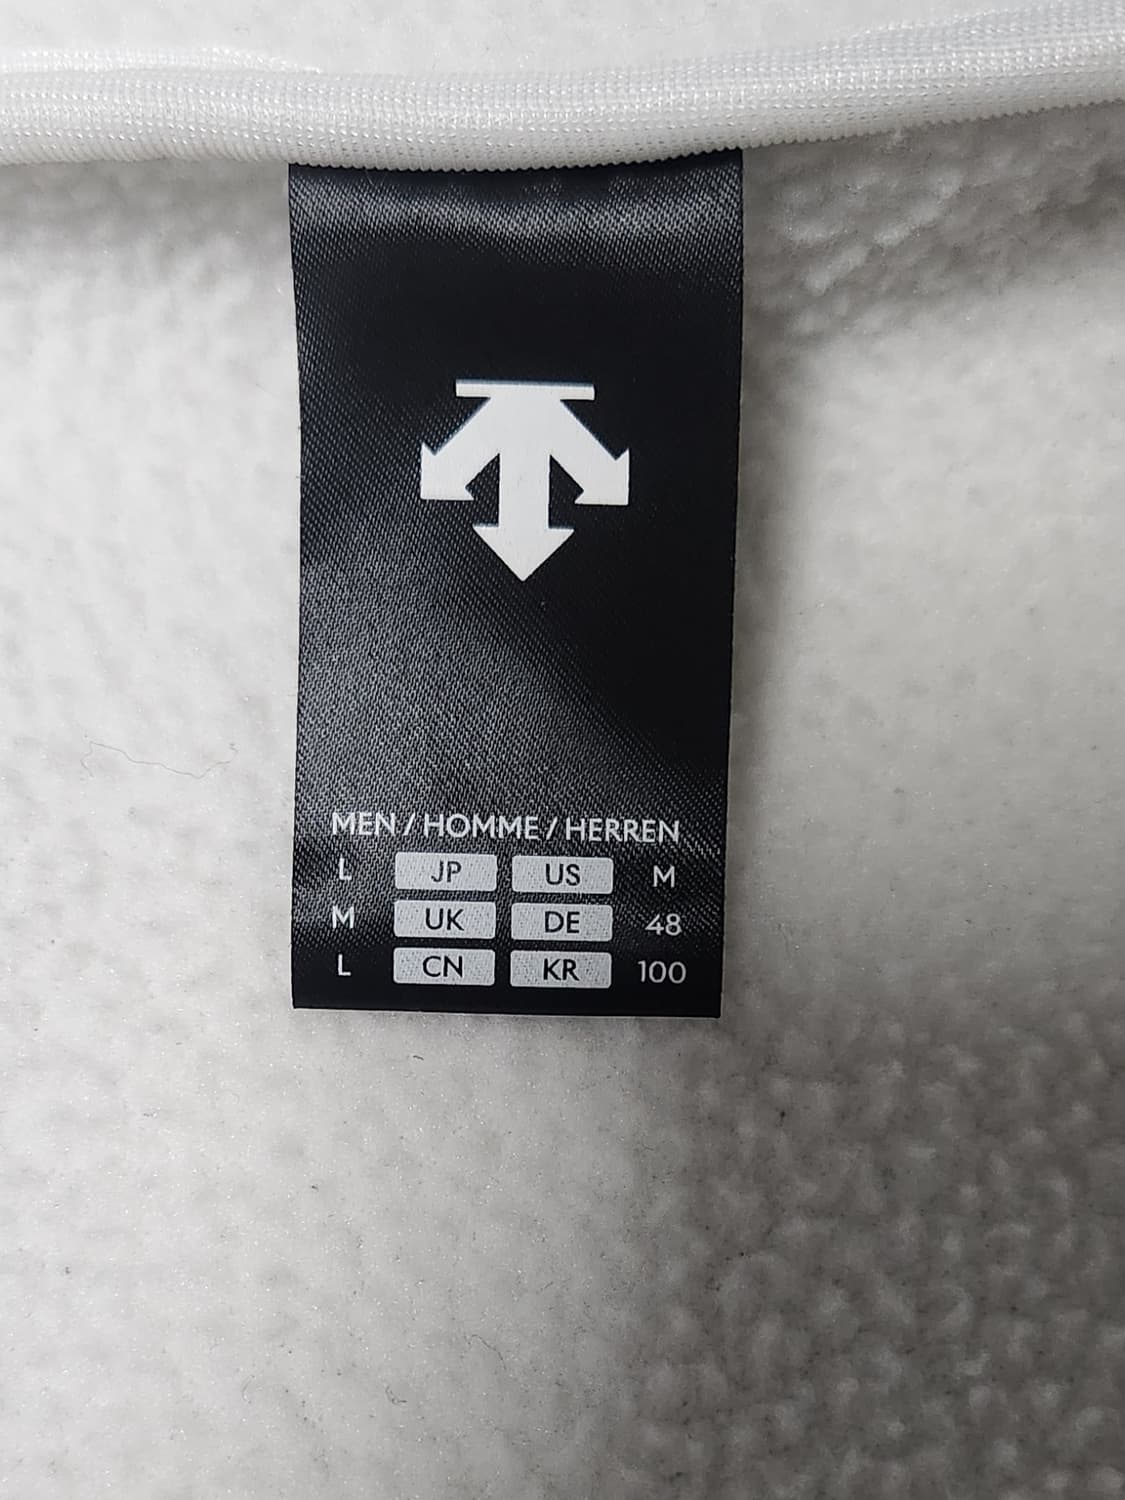 MEN / HOMME / HERREN
L JP US M
M UK DE 48
L CN KR 100